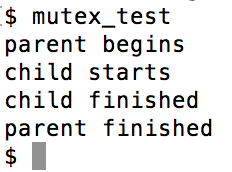 $ mutex_test
parent begins
child starts
child finished
parent finished
$